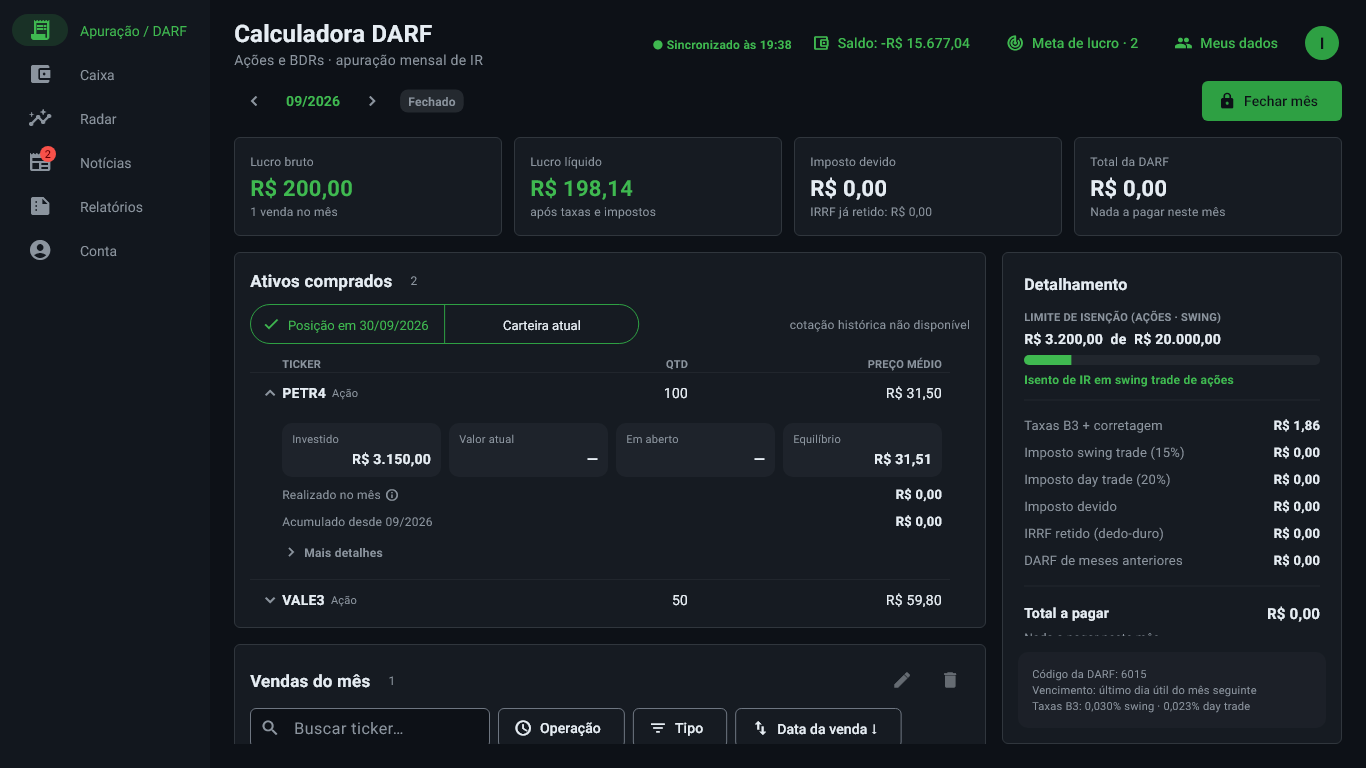 Apuração / DARF
Caixa
Radar
2
Notícias
Relatórios
Conta
Calculadora DARF
Ações e BDRs · apuração mensal de IR
Sincronizado às 19:38
Saldo: -R$ 15.677,04
Meta de lucro · 2
Meus dados
I
09/2026
Fechado
Fechar mês
Lucro bruto
R$ 200,00
1 venda no mês
Lucro líquido
R$ 198,14
após taxas e impostos
Imposto devido
R$ 0,00
IRRF já retido: R$ 0,00
Total da DARF
R$ 0,00
Nada a pagar neste mês
Ativos comprados 2
Posição em 30/09/2026 Carteira atual
cotação histórica não disponível
TICKER QTD PREÇO MÉDIO
PETR4 Ação 100 R$ 31,50
Investido
R$ 3.150,00
Valor atual
—
Em aberto
—
Equilíbrio
R$ 31,51
Realizado no mês R$ 0,00
Acumulado desde 09/2026 R$ 0,00
Mais detalhes
VALE3 Ação 50 R$ 59,80
Vendas do mês 1
Buscar ticker...
Operação
Tipo
Data da venda ↓
Detalhamento
LIMITE DE ISENÇÃO (AÇÕES · SWING)
R$ 3.200,00 de R$ 20.000,00
Isento de IR em swing trade de ações
Taxas B3 + corretagem R$ 1,86
Imposto swing trade (15%) R$ 0,00
Imposto day trade (20%) R$ 0,00
Imposto devido R$ 0,00
IRRF retido (dedo-duro) R$ 0,00
DARF de meses anteriores R$ 0,00
Total a pagar R$ 0,00
Código da DARF: 6015
Vencimento: último dia útil do mês seguinte
Taxas B3: 0,030% swing · 0,023% day trade